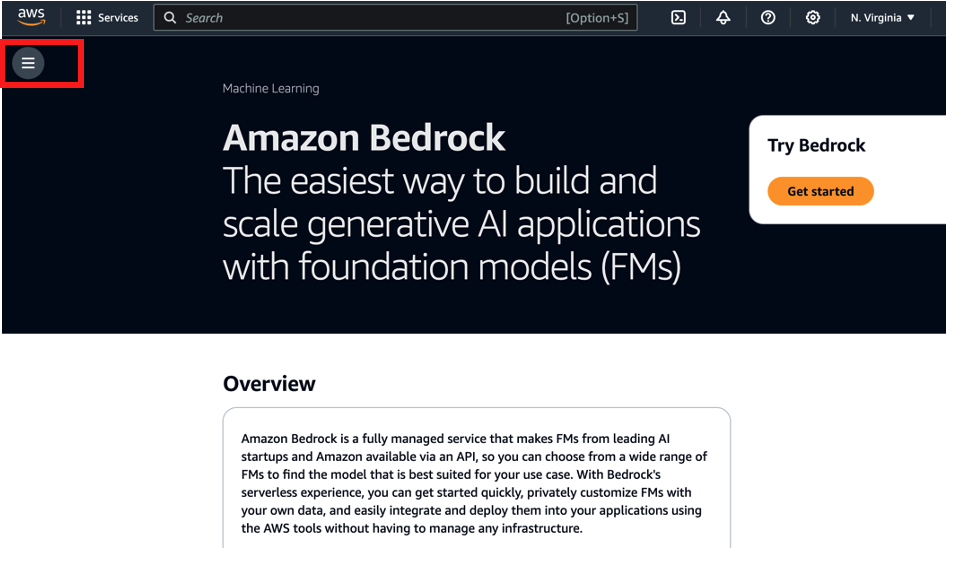 aws Services Search [Option+S] N. Virginia
Machine Learning
Amazon Bedrock
The easiest way to build and
scale generative AI applications
with foundation models (FMs)
Try Bedrock
Get started
Overview
Amazon Bedrock is a fully managed service that makes FMs from leading AI
startups and Amazon available via an API, so you can choose from a wide range of
FMs to find the model that is best suited for your use case. With Bedrock's
serverless experience, you can get started quickly, privately customize FMs with
your own data, and easily integrate and deploy them into your applications using
the AWS tools without having to manage any infrastructure.